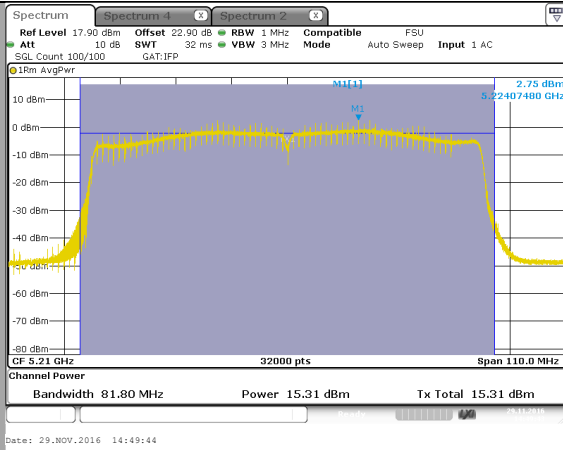 Spectrum Spectrum 4 X Spectrum 2 X
Ref Level 17.90 dBm Offset 22.90 dB RBW 1 MHz Compatible FSU
Att 10 dB SWT 32 ms VBW 3 MHz Mode Auto Sweep Input 1 AC
SGL Count 100/100 GAT:IFP
1Rm AvgPwr
M1[1] 2.75 dBm
5.22407480 GHz
10 dBm
M1
0 dBm
-10 dBm
-20 dBm
-30 dBm
-40 dBm
-50 dBm
-60 dBm
-70 dBm
-80 dBm
CF 5.21 GHz 32000 pts Span 110.0 MHz
Channel Power
Bandwidth 81.80 MHz Power 15.31 dBm Tx Total 15.31 dBm
Ready 29.11.2016
Date: 29.NOV.2016 14:49:44